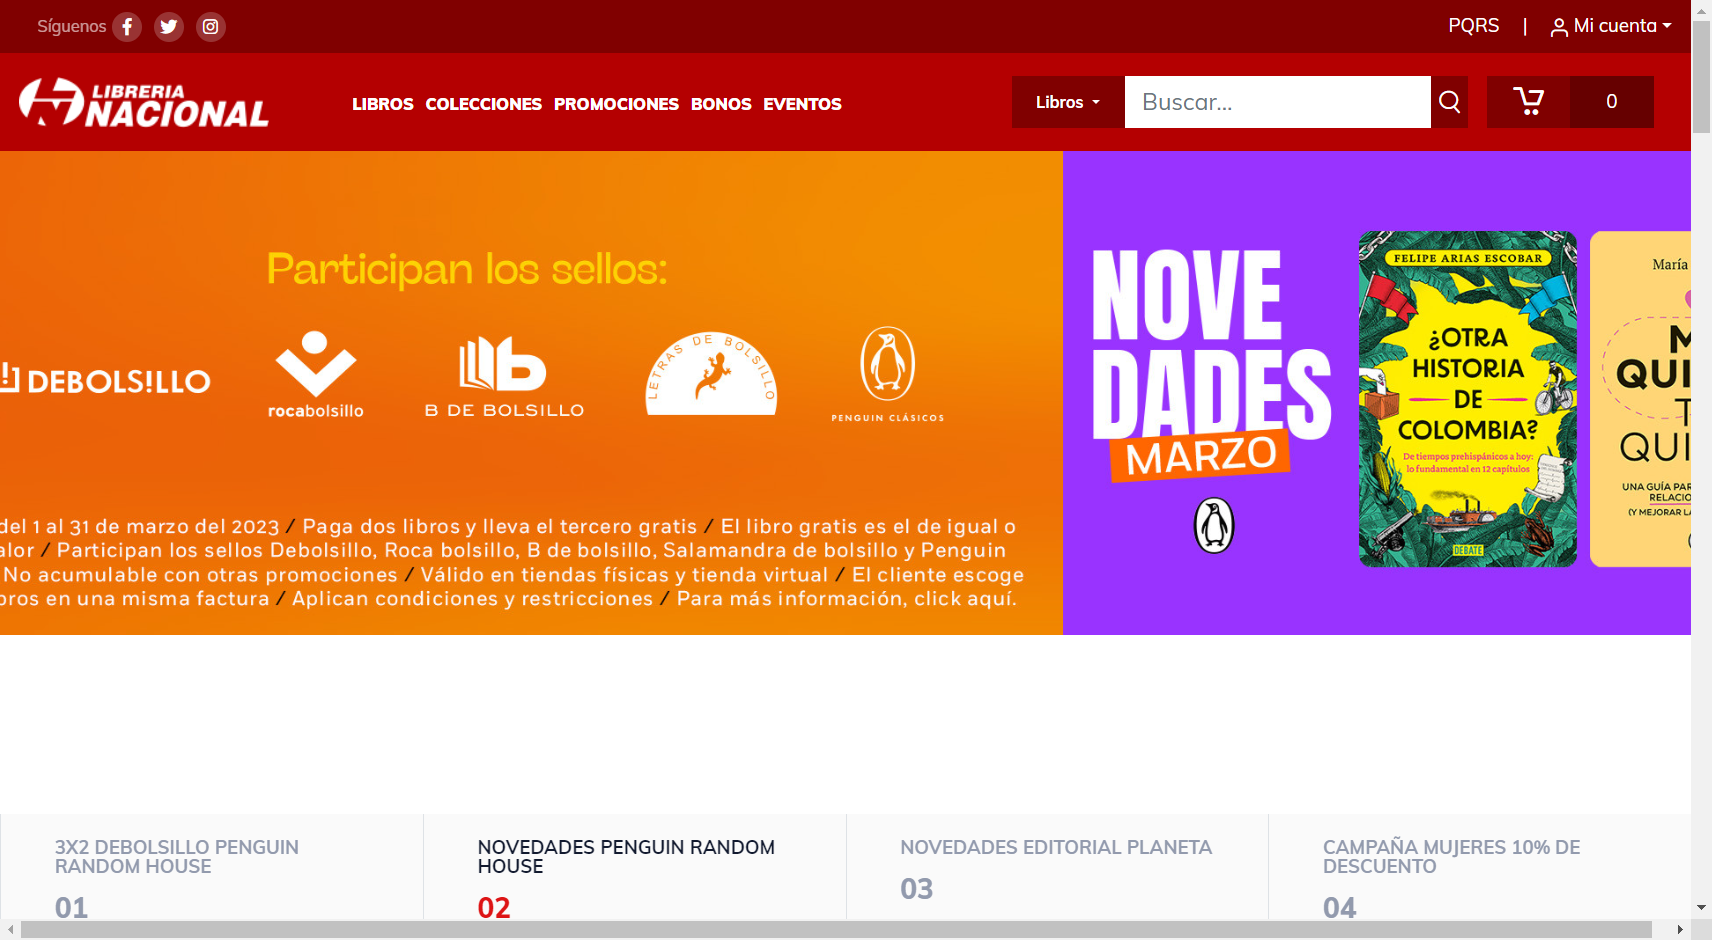 Síguenos
PQRS | Mi cuenta
LIBRERIA
NACIONAL
LIBROS COLECCIONES PROMOCIONES BONOS EVENTOS
Libros
Buscar...
0
Participan los sellos:
DEBOLS!LLO
rocabolsillo
B DE BOLSILLO
LETRAS DE BOLSILLO
PENGUIN CLÁSICOS
del 1 al 31 de marzo del 2023 / Paga dos libros y lleva el tercero gratis / El libro gratis es el de igual o
alor / Participan los sellos Debolsillo, Roca bolsillo, B de bolsillo, Salamandra de bolsillo y Penguin
No acumulable con otras promociones / Válido en tiendas físicas y tienda virtual / El cliente escoge
bros en una misma factura / Aplican condiciones y restricciones / Para más información, click aquí.
NOVE
DADES
MARZO
FELIPE ARIAS ESCOBAR
¿OTRA
HISTORIA
DE
COLOMBIA?
De tiempos prehispánicos a hoy:
lo fundamental en 12 capítulos
DEBATE
María
M
QUI
T
QUI
UNA GUÍA PAR
RELACIO
(Y MEJORAR LA
3X2 DEBOLSILLO PENGUIN
RANDOM HOUSE
01
NOVEDADES PENGUIN RANDOM
HOUSE
02
NOVEDADES EDITORIAL PLANETA
03
CAMPAÑA MUJERES 10% DE
DESCUENTO
04